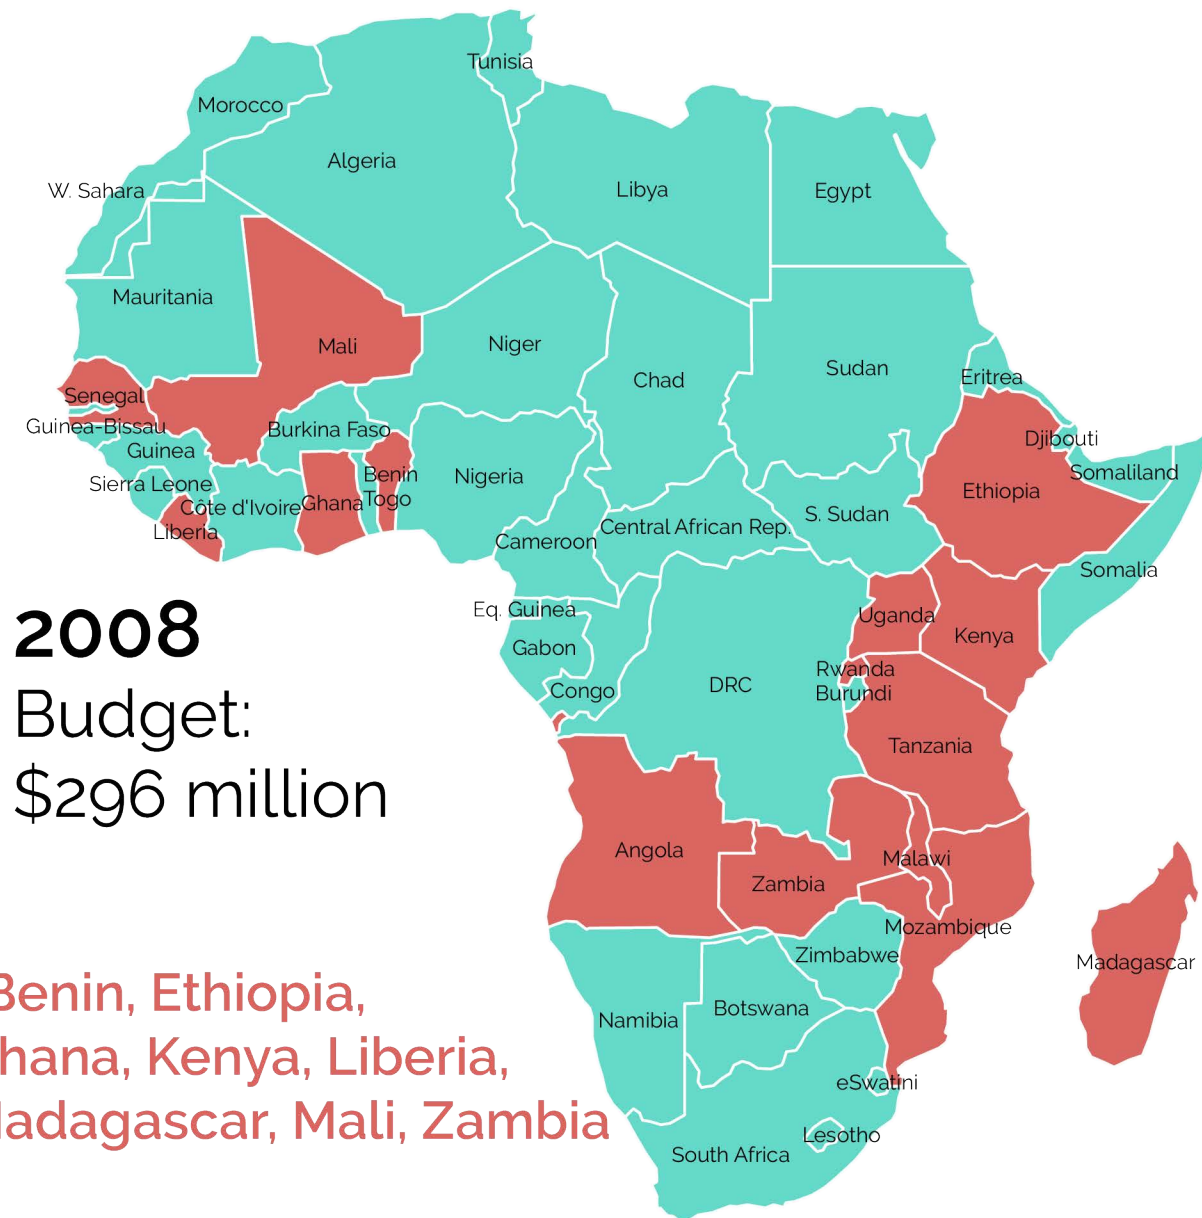 Tunisia
Morocco
Algeria
W. Sahara
Libya
Egypt
Mauritania
Mali
Niger
Chad
Sudan
Eritrea
Senegal
Guinea-Bissau
Burkina Faso
Djibouti
Guinea
Benin
Nigeria
Somaliland
Sierra Leone
Ethiopia
Togo
Côte d'Ivoire
Ghana
S. Sudan
Central African Rep.
Liberia
Cameroon
Somalia
Eq. Guinea
Uganda
Kenya
Gabon
Rwanda
DRC
Congo
Burundi
Tanzania
2008
Budget:
$296 million
Angola
Malawi
Zambia
Mozambique
Zimbabwe
Madagascar
Botswana
Namibia
eSwatini
Lesotho
South Africa
Benin, Ethiopia,
hana, Kenya, Liberia,
adagascar, Mali, Zambia